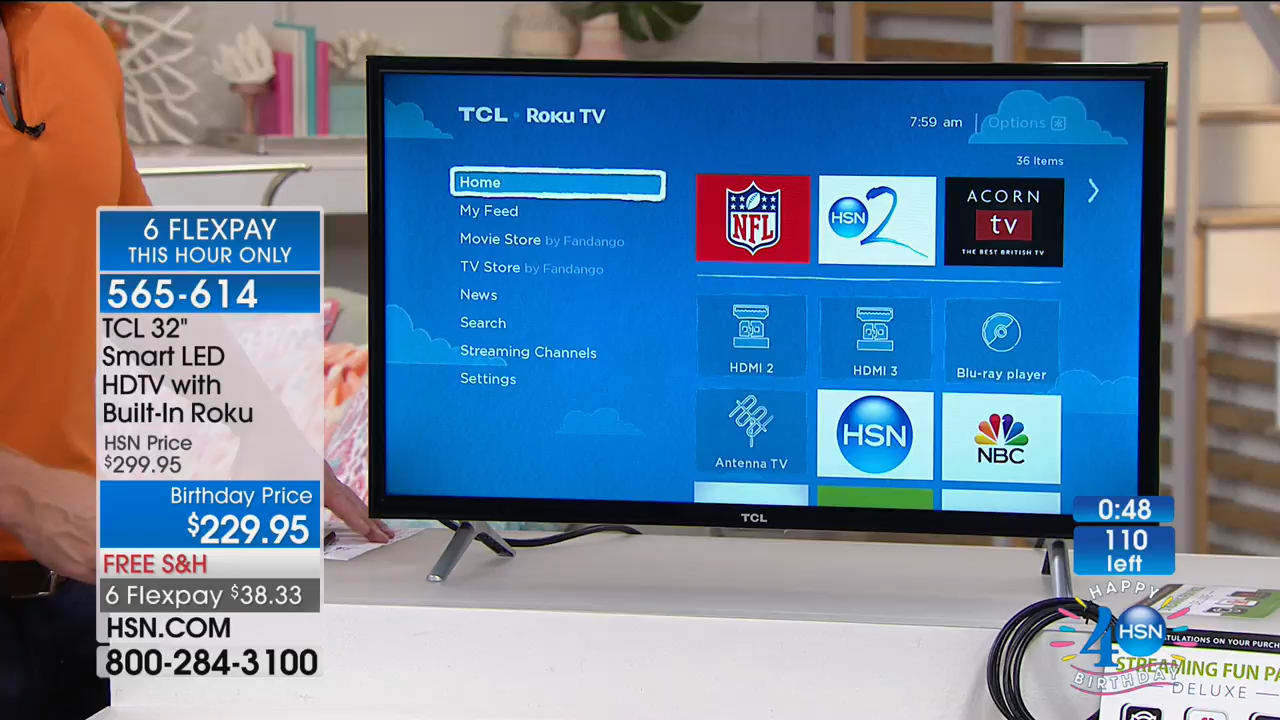 6 FLEXPAY
THIS HOUR ONLY
565-614
TCL 32"
Smart LED
HDTV with
Built-In Roku
HSN Price
$299.95
Birthday Price
$229.95
FREE S&H
6 Flexpay $38.33
HSN.COM
800-284-3100
TCL • Roku TV
7:59 am
Options
36 Items
Home
My Feed
Movie Store by Fandango
TV Store by Fandango
News
Search
Streaming Channels
Settings
NFL
HSN 2
ACORN
tv
THE BEST BRITISH TV
HDMI 2
HDMI 3
Blu-ray player
Antenna TV
HSN
NBC
TCL
0:48
110
left
HAPPY
40
HSN
BIRTHDAY
ON YOUR
STREAMING FUN
DELUXE